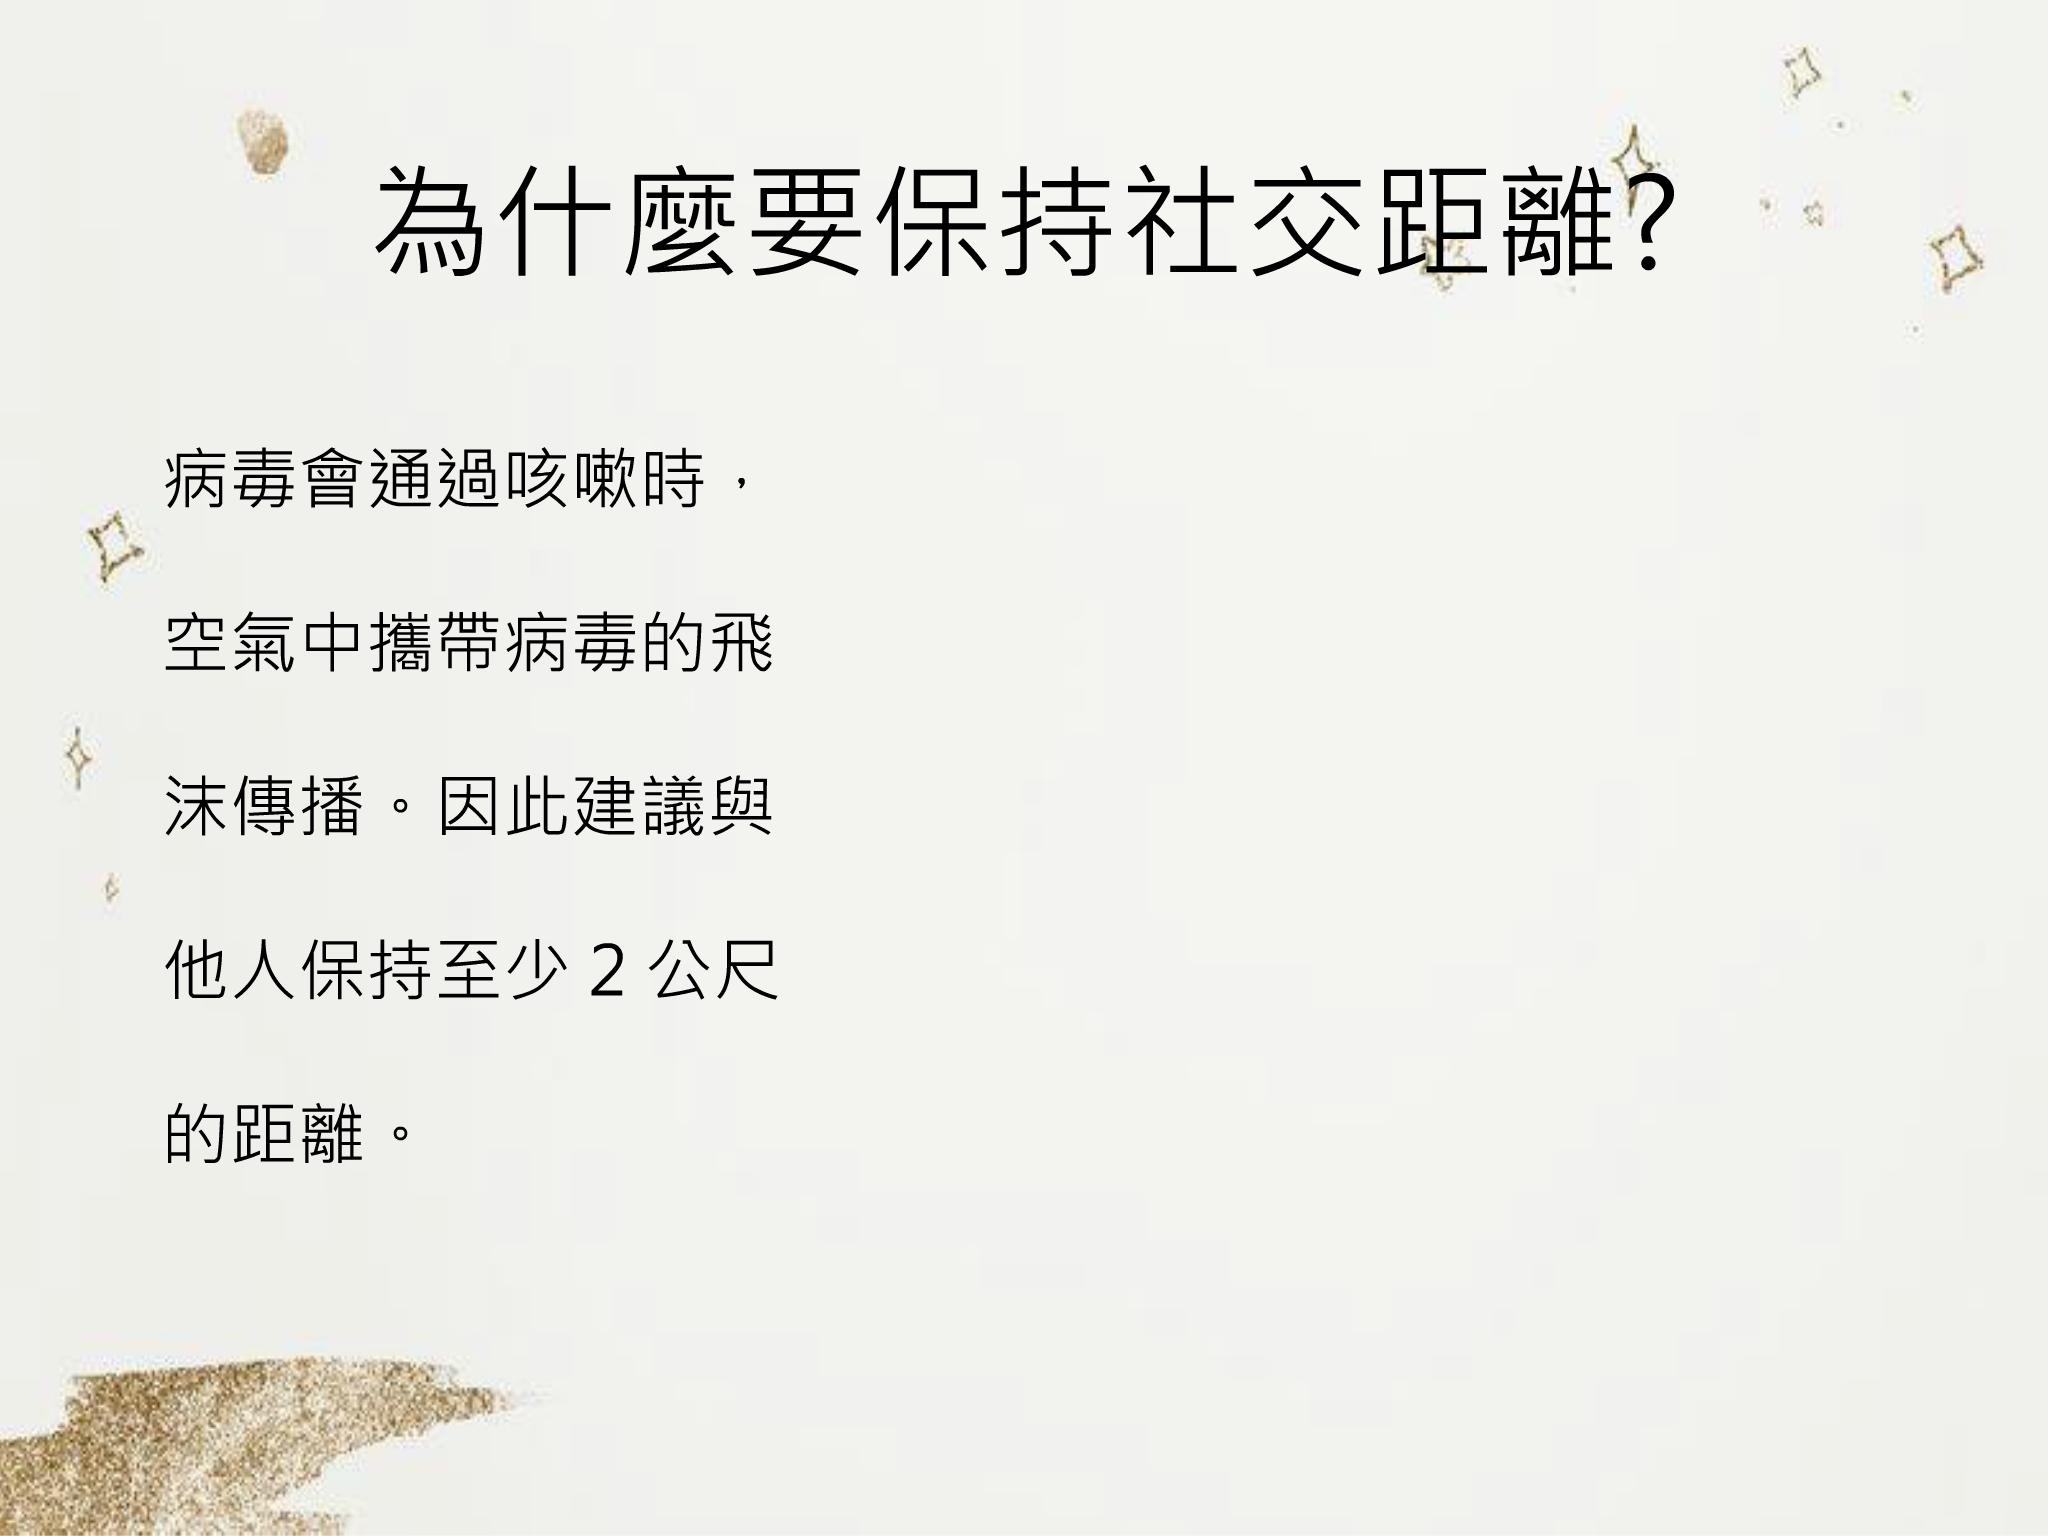 為什麼要保持社交距離?
病毒會通過咳嗽時，
空氣中攜帶病毒的飛
沫傳播。因此建議與
他人保持至少2公尺
的距離。